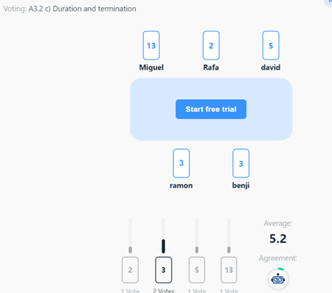 Voting: A3.2 c) Duration and termination
13 2 5
Miguel Rafa david
Start free trial
3 3
ramon benji
Average:
5.2
Agreement:
2 3 5 13
1 Vote 2 Votes 1 Vote 1 Vote